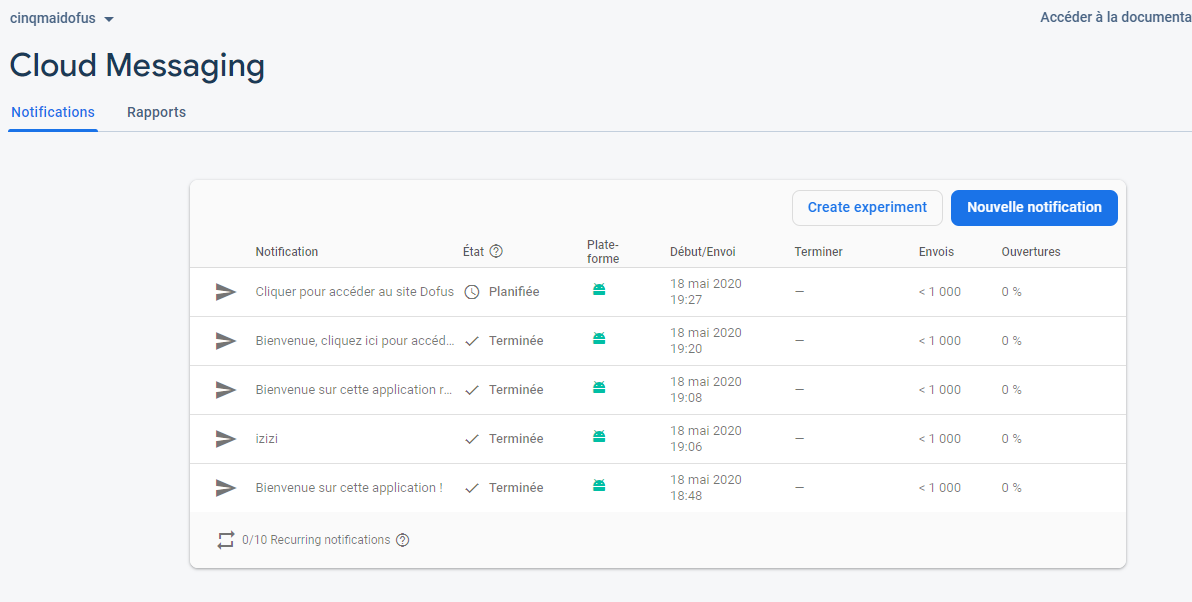 cinqmaidofus
Accéder à la documenta
Cloud Messaging
Notifications Rapports
Create experiment Nouvelle notification
Notification État Plate-forme Début/Envoi Terminer Envois Ouvertures
Cliquer pour accéder au site Dofus Planifiée 18 mai 2020 19:27 — < 1 000 0 %
Bienvenue, cliquez ici pour accéd... Terminée 18 mai 2020 19:20 — < 1 000 0 %
Bienvenue sur cette application r... Terminée 18 mai 2020 19:08 — < 1 000 0 %
izizi Terminée 18 mai 2020 19:06 — < 1 000 0 %
Bienvenue sur cette application ! Terminée 18 mai 2020 18:48 — < 1 000 0 %
0/10 Recurring notifications